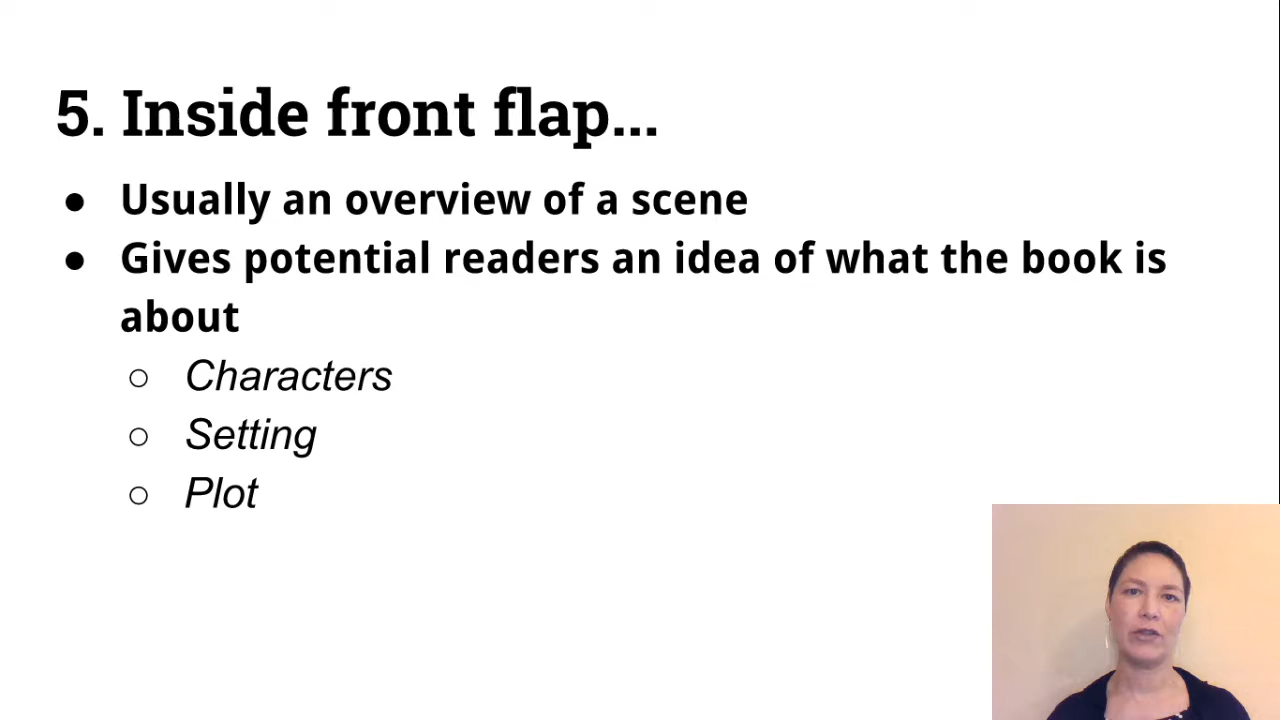 5. Inside front flap...
● Usually an overview of a scene
● Gives potential readers an idea of what the book is
about
○ Characters
○ Setting
○ Plot